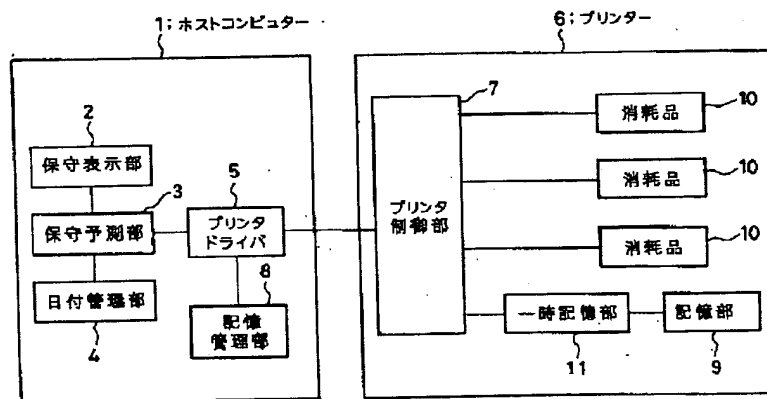 1;ホストコンピュター
6;プリンター
7
2
保守表示部
3
保守予測部
日付管理部
4
5
プリンタ
ドライバ
8
記憶
管理部
プリンタ
制御部
消耗品
10
消耗品
10
消耗品
10
一時記憶部
11
記憶部
9